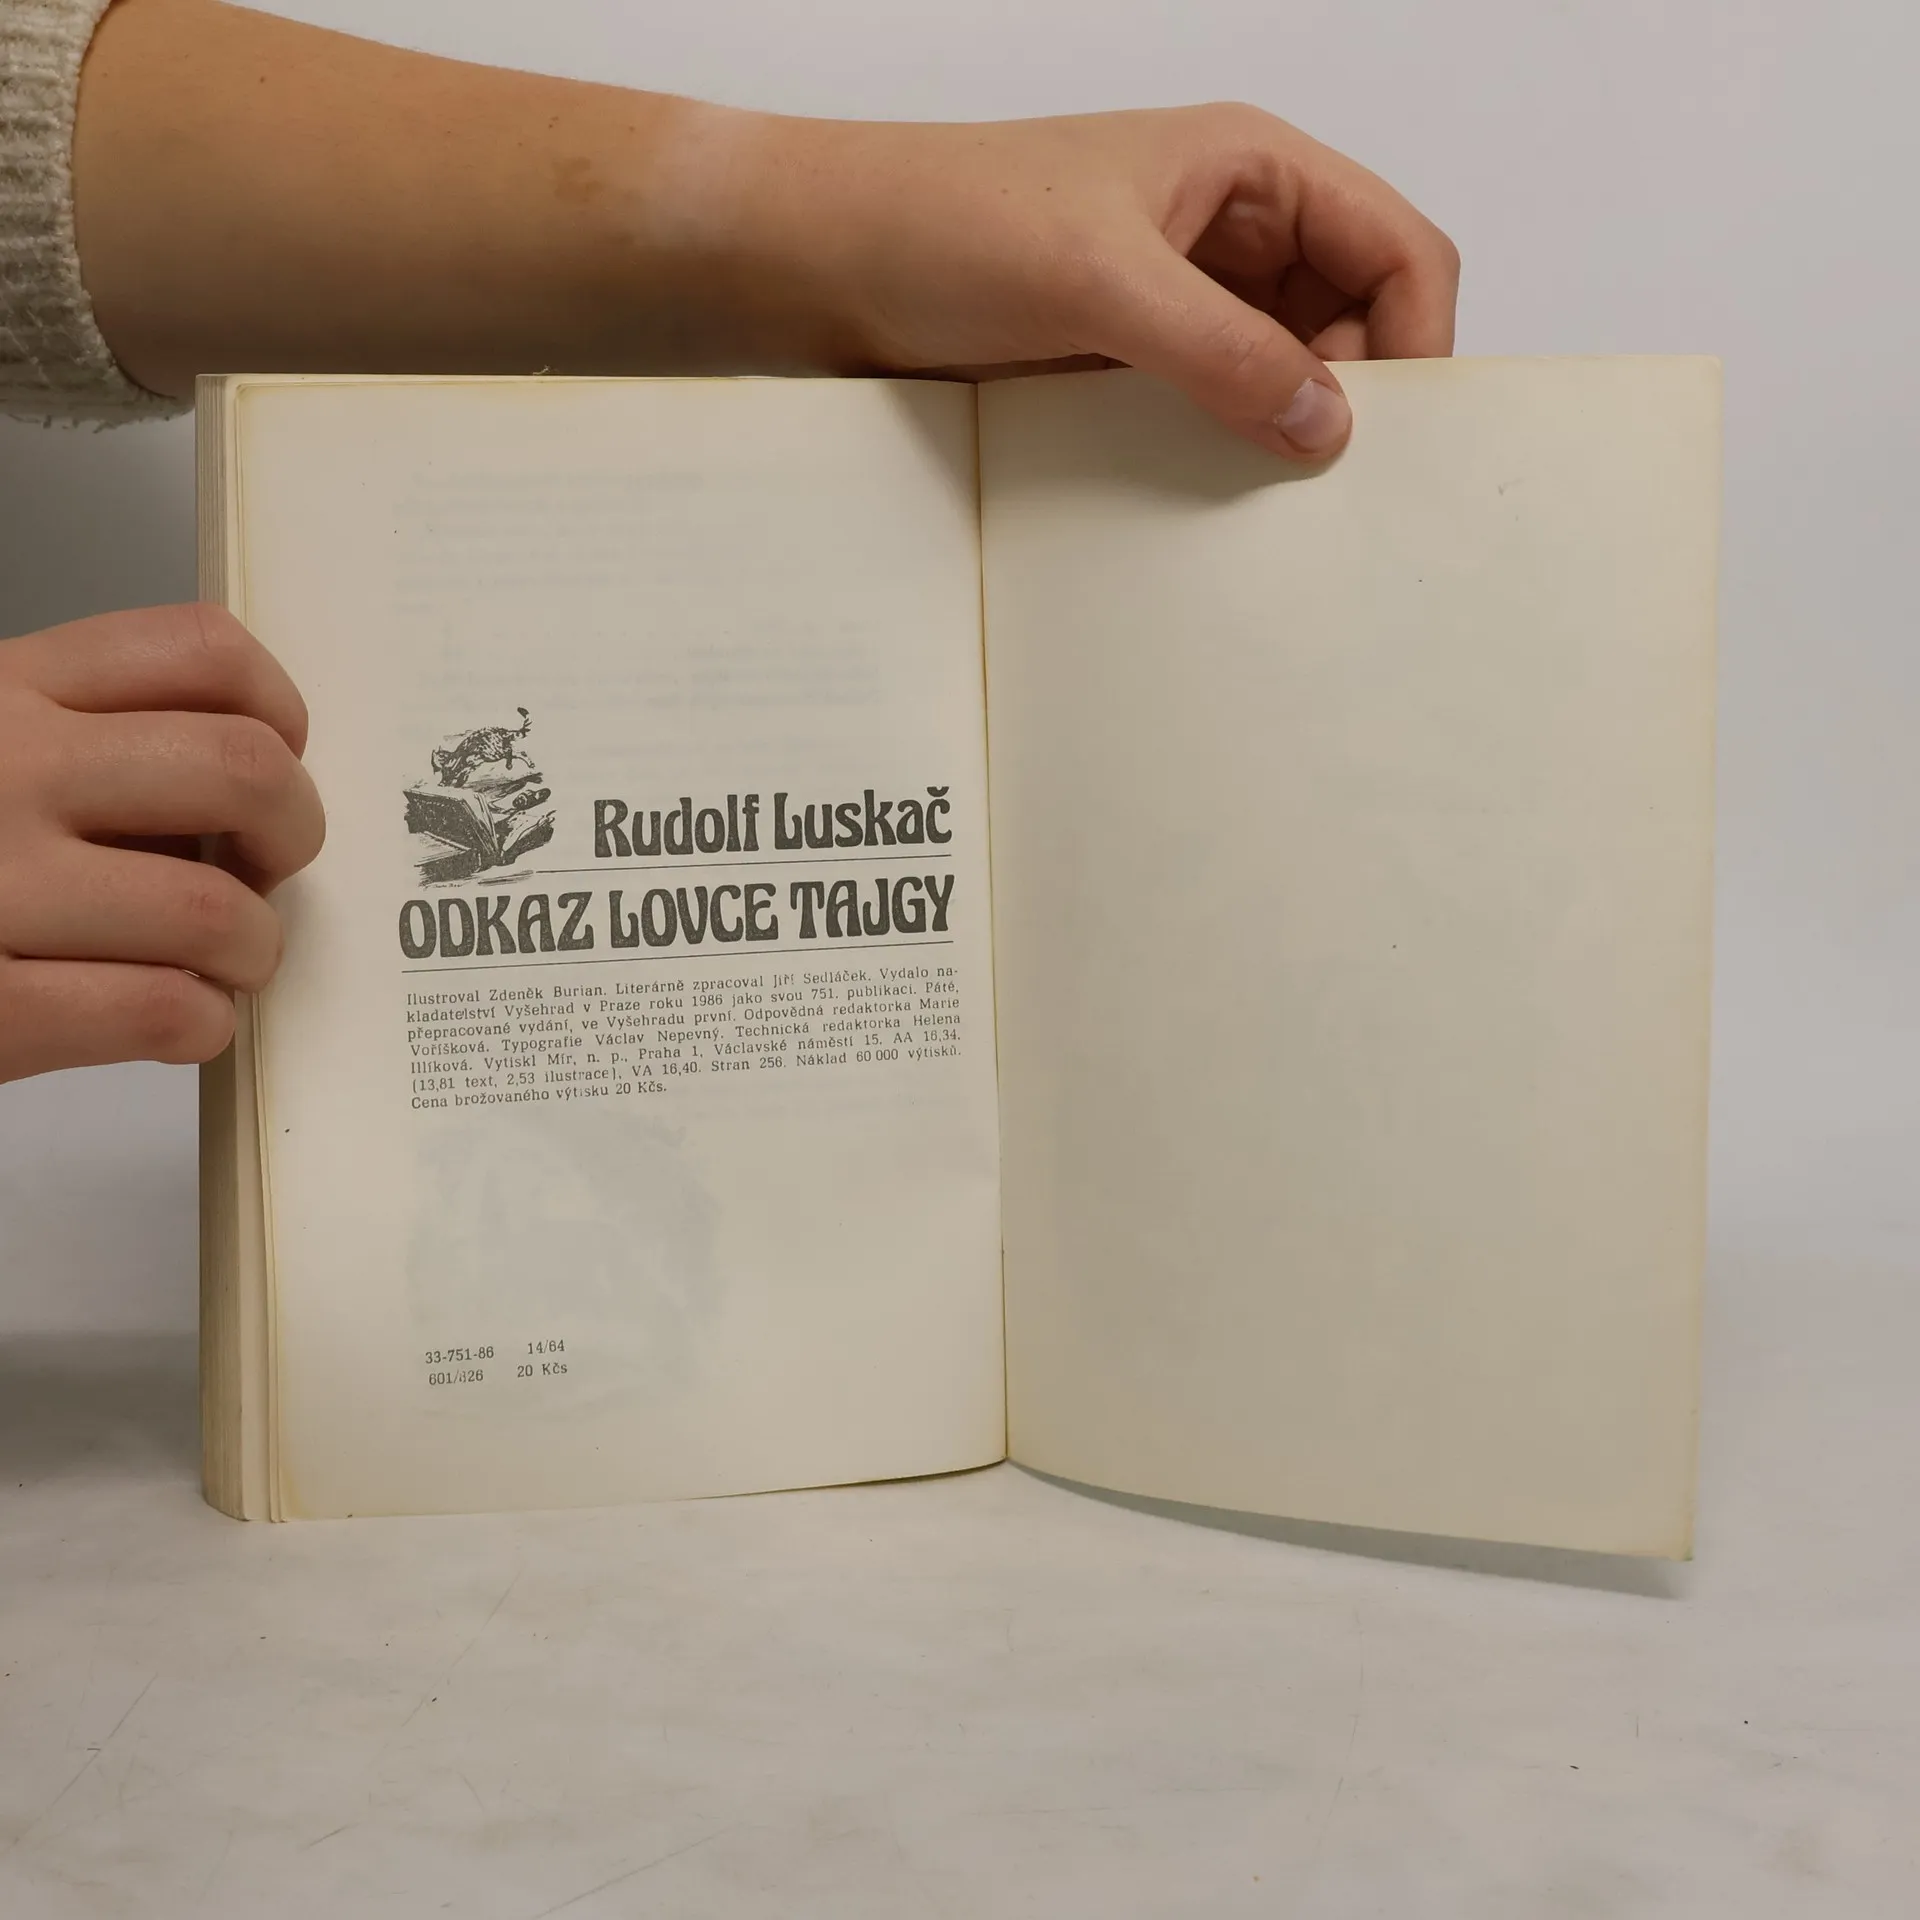 Rudolf Luskač
ODKAZ LOVCE TAJGY
Ilustroval Zdeněk Burian. Literárně zpracoval Jiří Sedláček. Vydalo na-
kladatelství Vyšehrad v Praze roku 1986 jako svou 751. publikaci. Páté,
přepracované vydání, ve Vyšehradu první. Odpovědná redaktorka Marie
Voříšková. Typografie Václav Nepevný. Technická redaktorka Helena
Illíková. Vytiskl Mír, n. p., Praha 1, Václavské náměstí 15. AA 16,34.
(13,81 text, 2,53 ilustrace), VA 16,40. Stran 256. Náklad 60 000 výtisků.
Cena brožovaného výtisku 20 Kčs.
33-751-86 14/64
601/826 20 Kčs